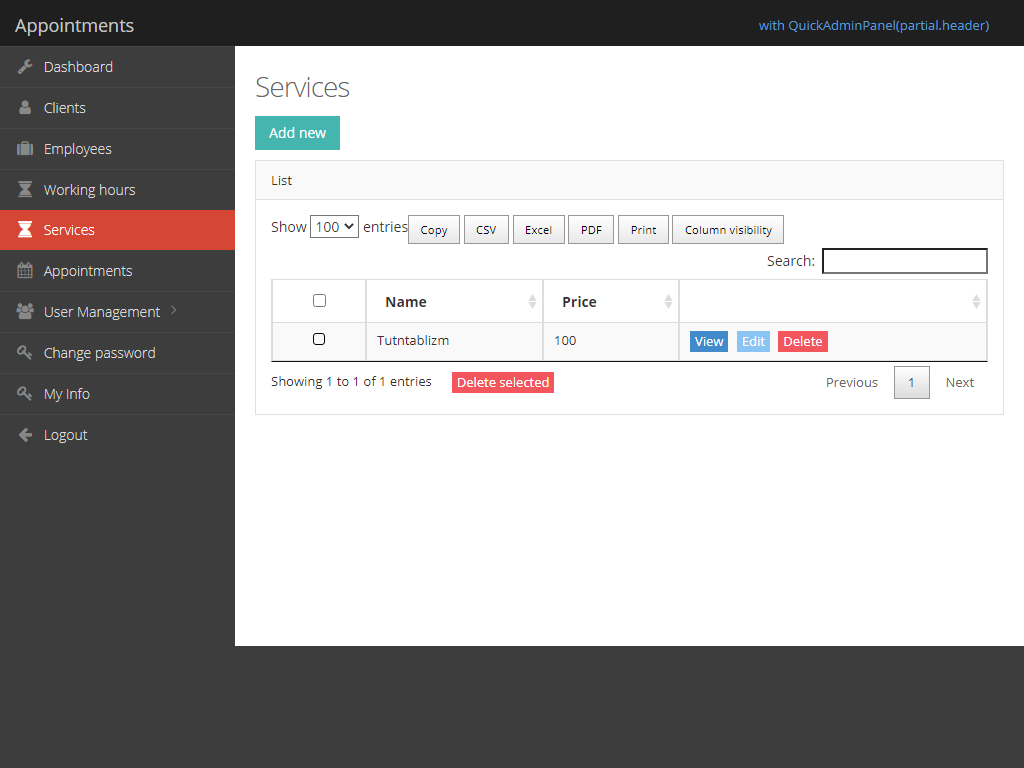 Appointments
with QuickAdminPanel(partial.header)
Dashboard
Clients
Employees
Working hours
Services
Appointments
User Management
Change password
My Info
Logout
Services
Add new
List
Show 100 entries Copy CSV Excel PDF Print Column visibility
Search:
Name Price
Tutntablizm 100 View Edit Delete
Showing 1 to 1 of 1 entries Delete selected Previous 1 Next